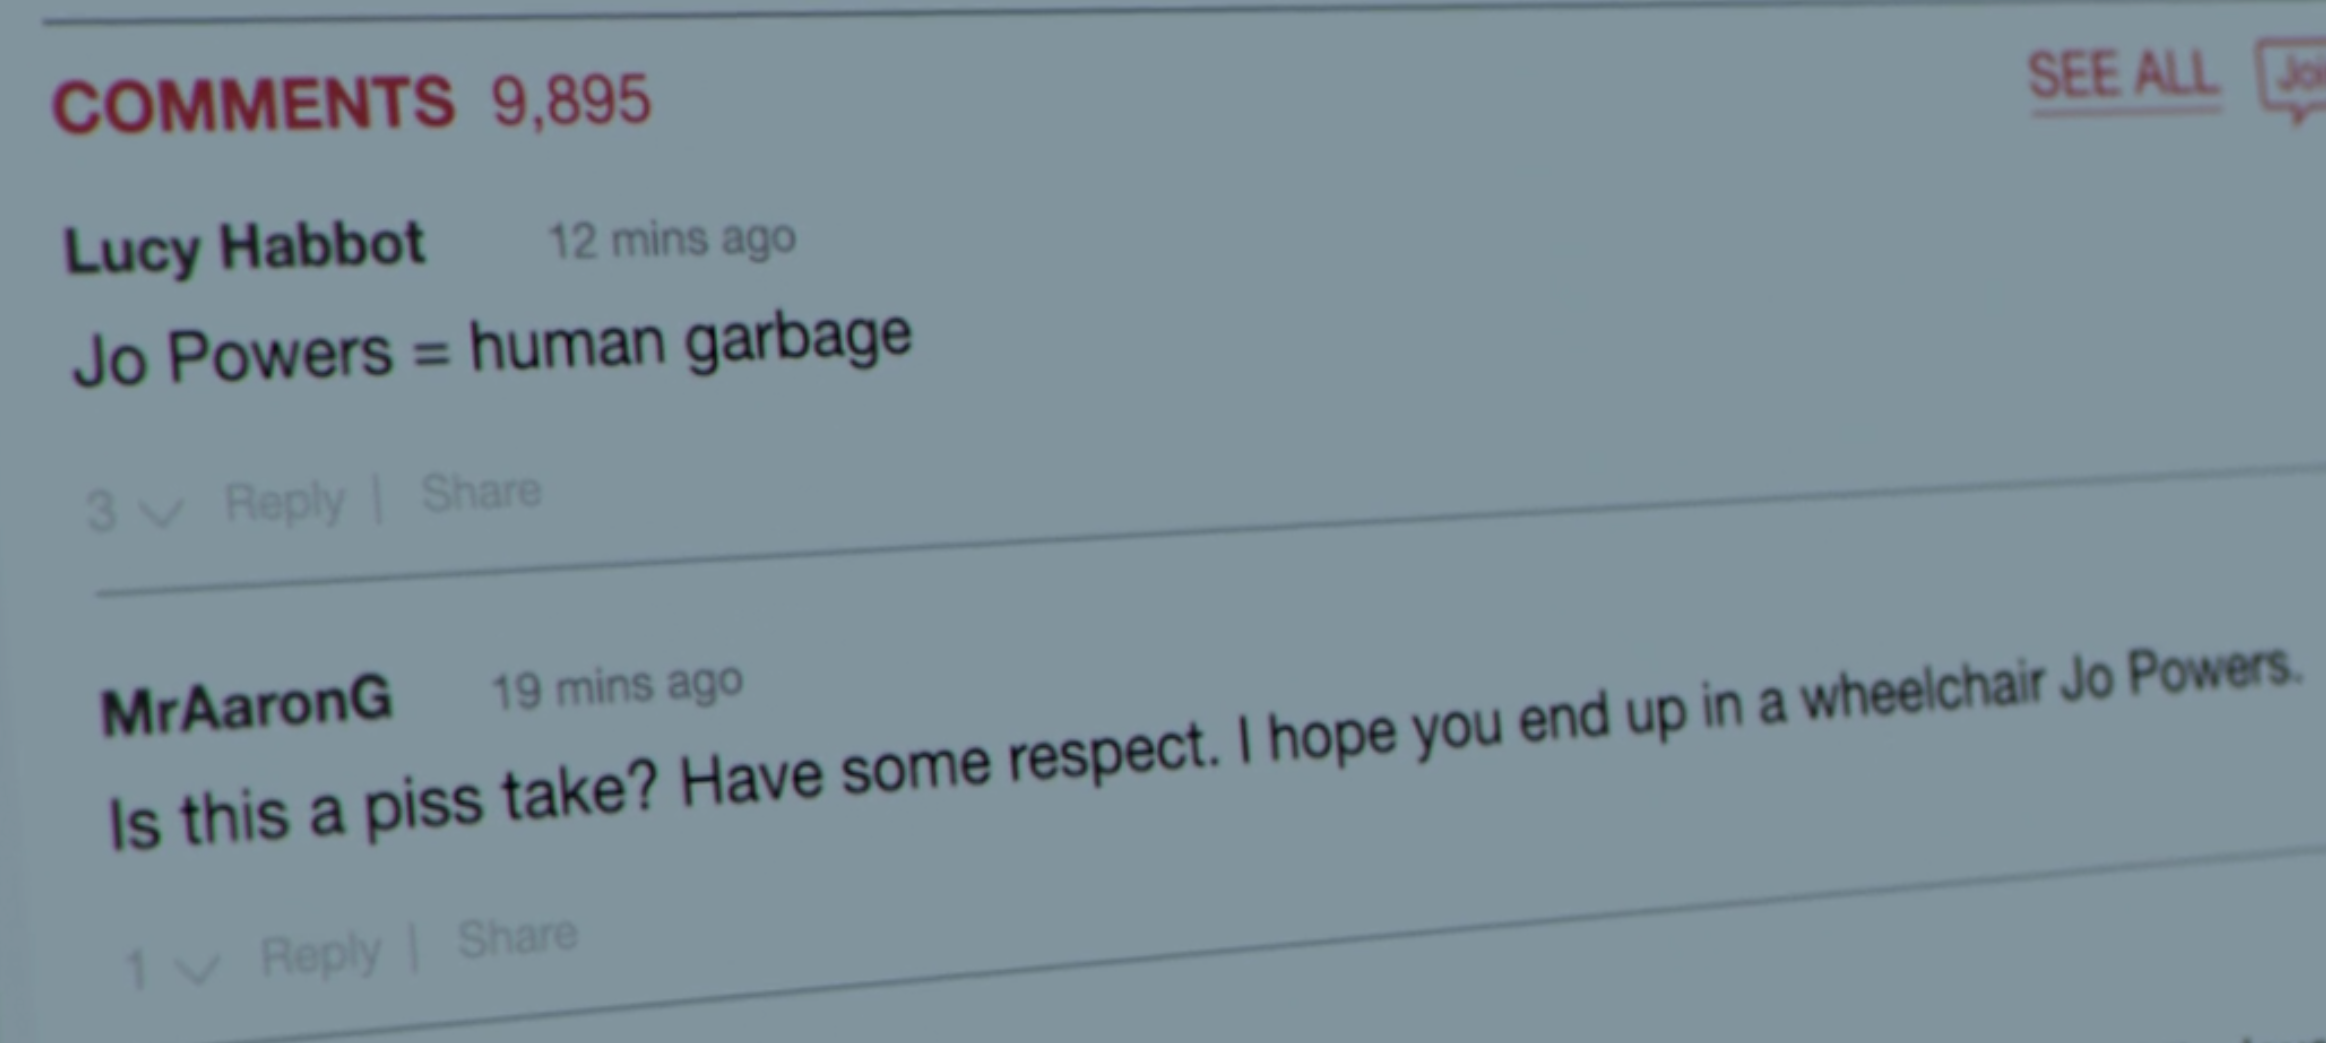 COMMENTS 9,895 SEE ALL
Lucy Habbot 12 mins ago
Jo Powers = human garbage
3 Reply | Share
MrAaronG 19 mins ago
Is this a piss take? Have some respect. I hope you end up in a wheelchair Jo Powers.
1 Reply | Share